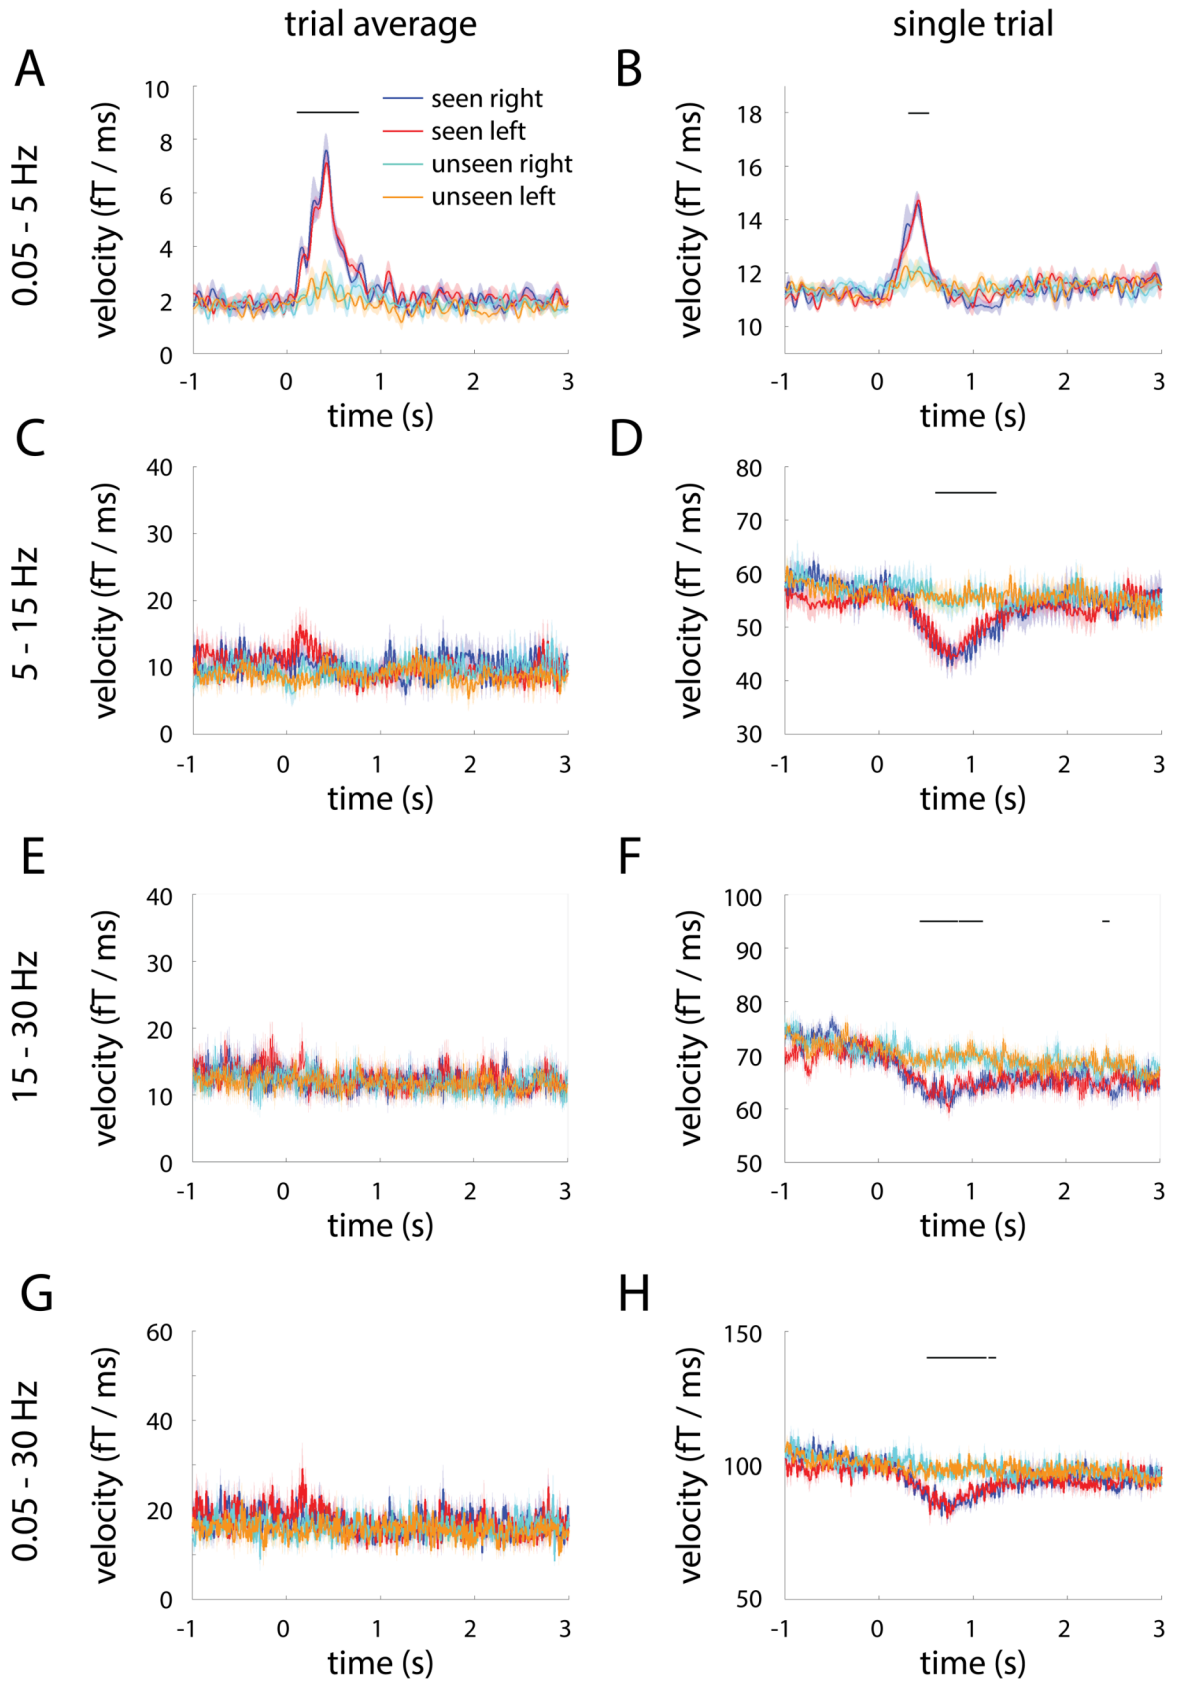 trial average
single trial
A
B
0.05 - 5 Hz
velocity (fT / ms)
10
8
6
4
2
0
seen right
seen left
unseen right
unseen left
-1 0 1 2 3
time (s)
velocity (fT / ms)
18
16
14
12
10
-1 0 1 2 3
time (s)
C
D
5 - 15 Hz
velocity (fT / ms)
40
30
20
10
0
-1 0 1 2 3
time (s)
velocity (fT / ms)
80
70
60
50
40
30
-1 0 1 2 3
time (s)
E
F
15 - 30 Hz
velocity (fT / ms)
40
30
20
10
0
-1 0 1 2 3
time (s)
velocity (fT / ms)
100
90
80
70
60
50
-1 0 1 2 3
time (s)
G
H
0.05 - 30 Hz
velocity (fT / ms)
60
40
20
0
-1 0 1 2 3
time (s)
velocity (fT / ms)
150
100
50
-1 0 1 2 3
time (s)